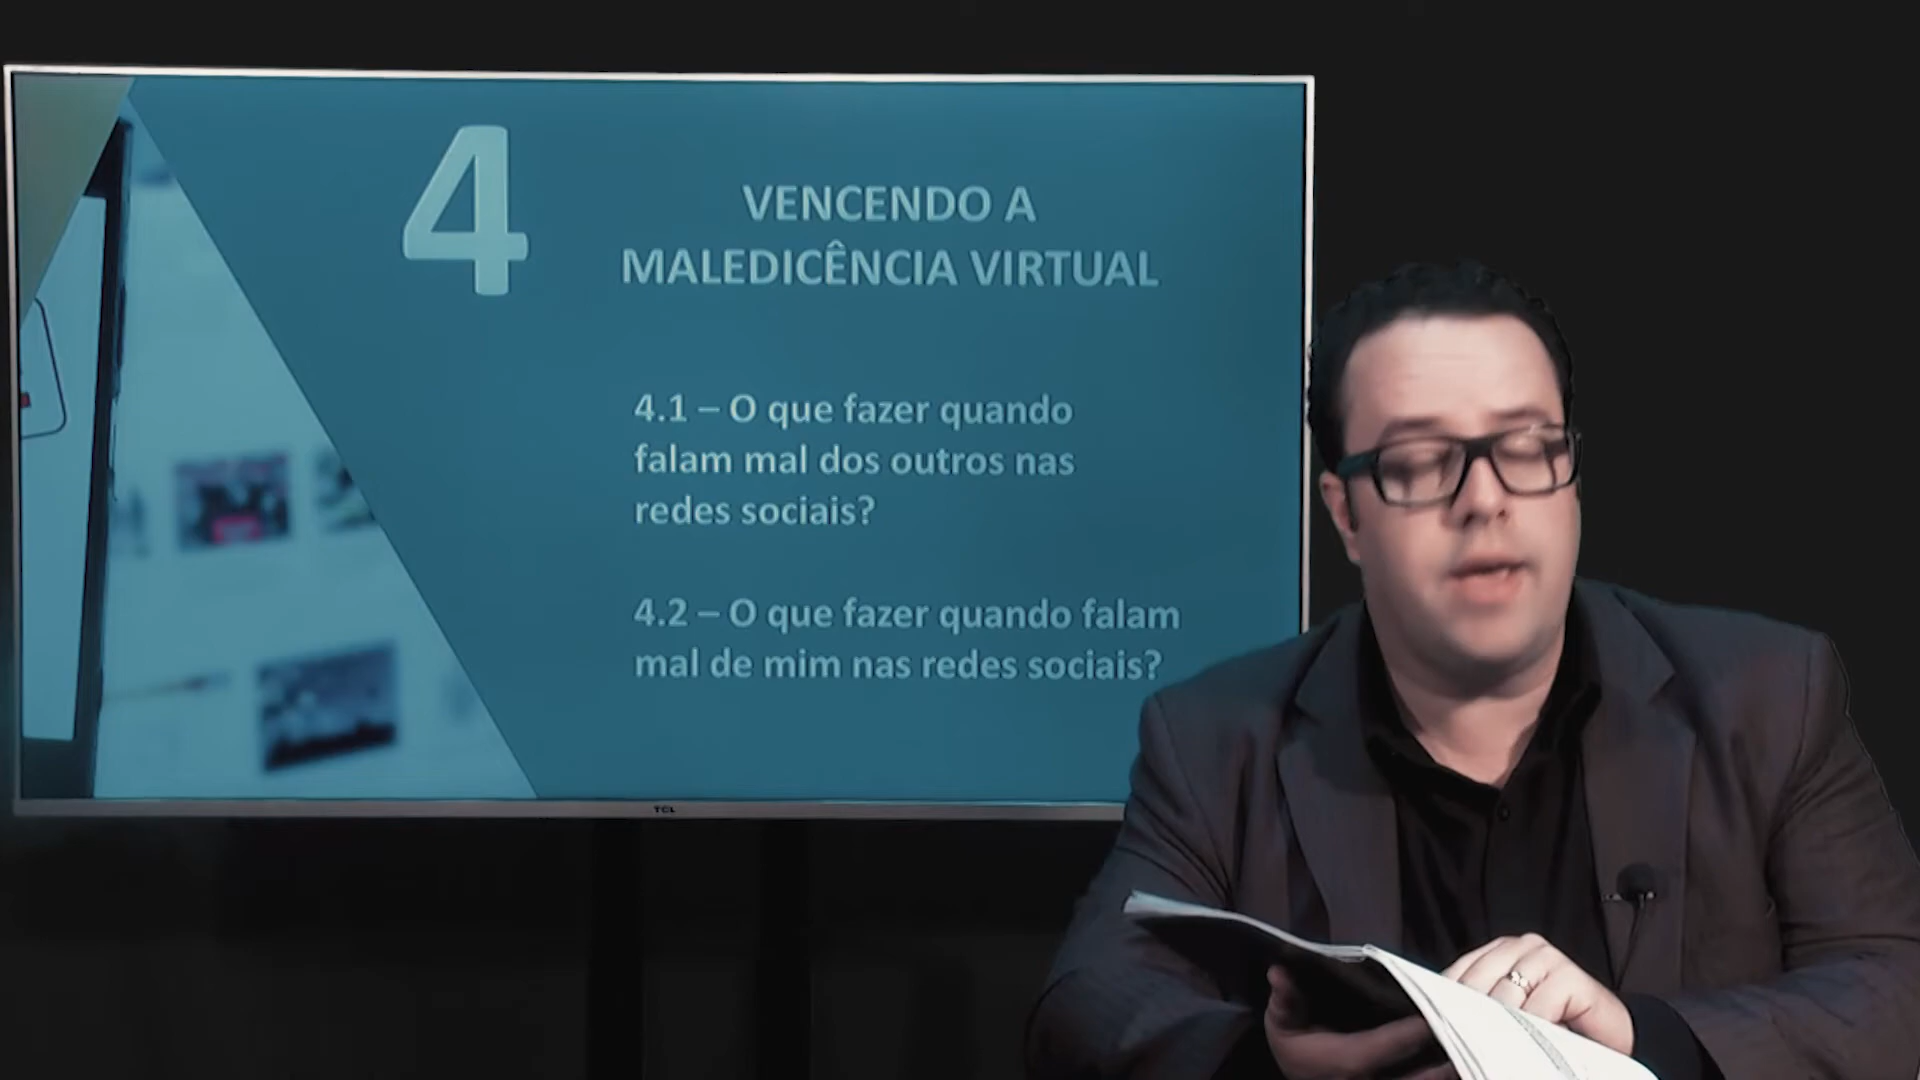 4
VENCENDO A
MALEDICÊNCIA VIRTUAL
4.1 – O que fazer quando
falam mal dos outros nas
redes sociais?
4.2 – O que fazer quando falam
mal de mim nas redes sociais?
TCL